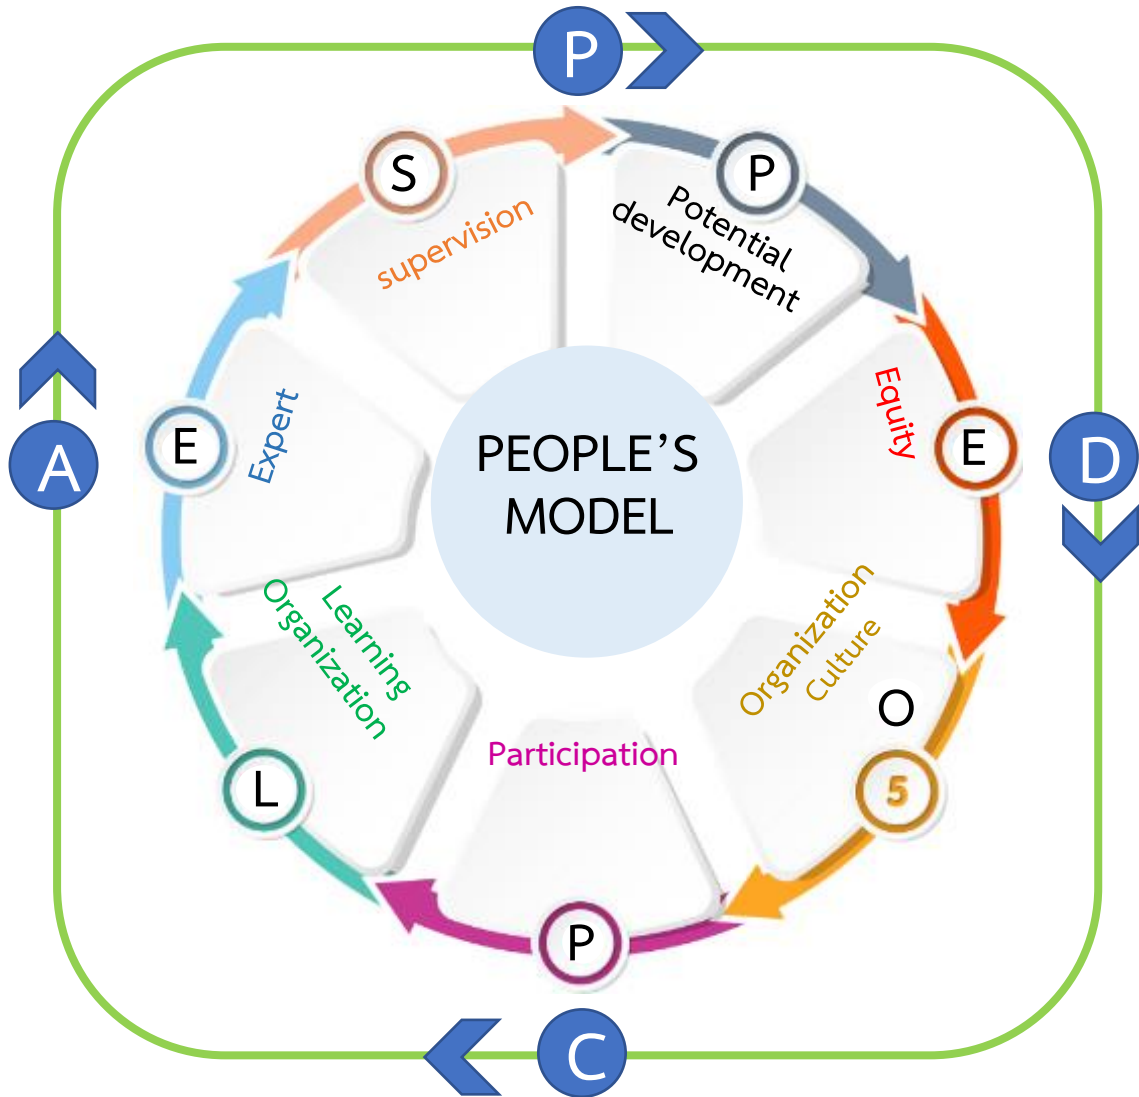 P
S
P
supervision
Potential
development
E
Expert
Equity
E
PEOPLE’S
MODEL
A
D
Learning
Organization
Organization
Culture
O
L
5
Participation
P
C